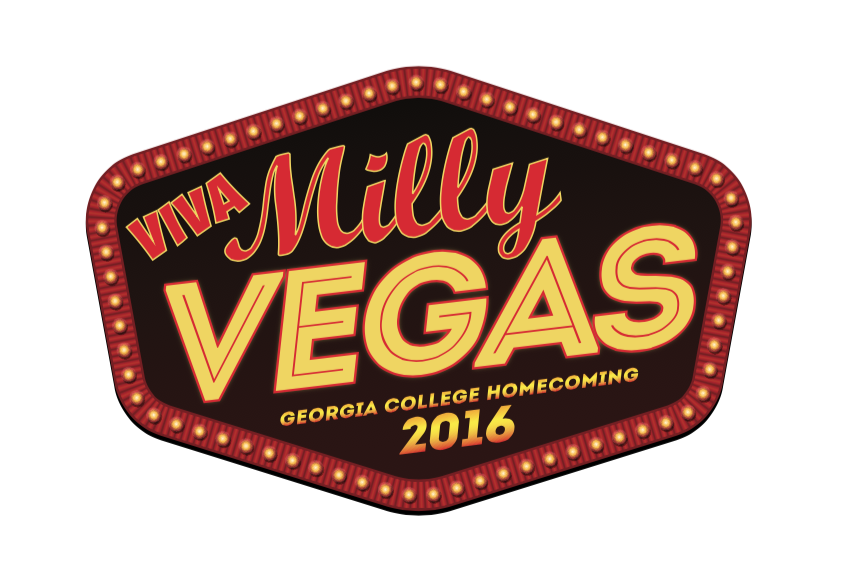 VIVA Milly
VEGAS
GEORGIA COLLEGE HOMECOMING
2016